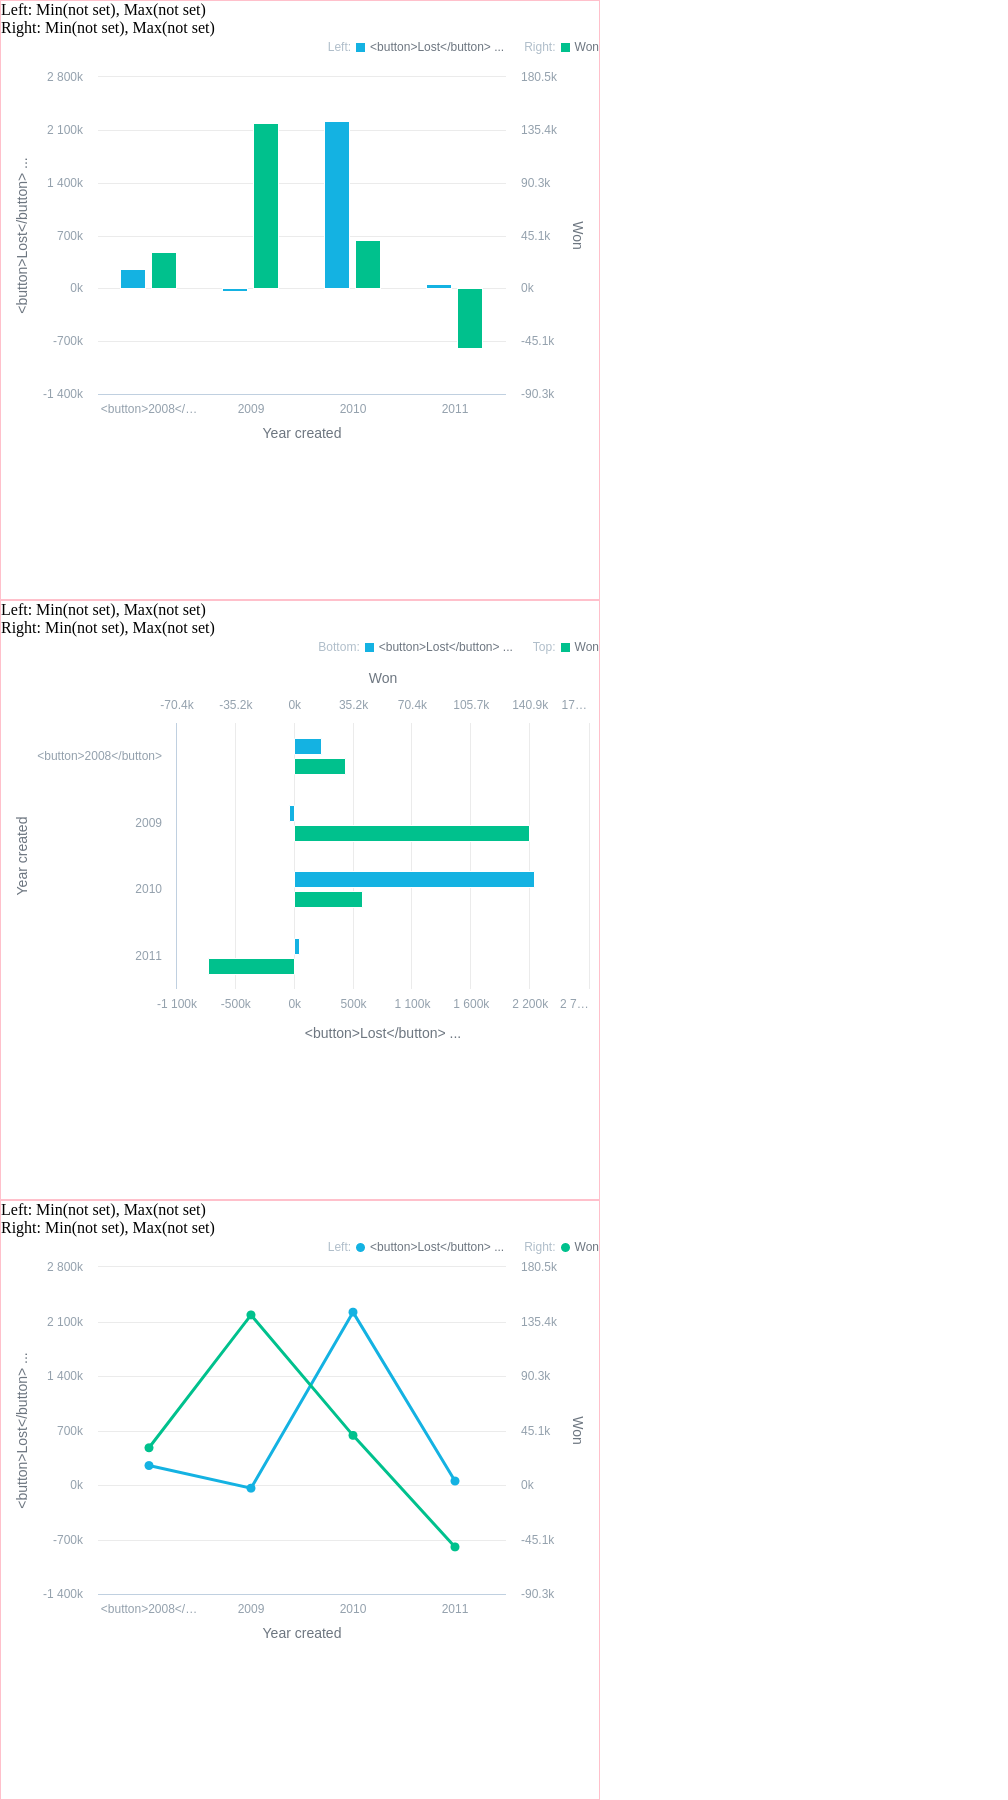 Left: Min(not set), Max(not set)
Right: Min(not set), Max(not set)
Left: <button>Lost</button> ... Right: Won
2 800k 180.5k
2 100k 135.4k
1 400k 90.3k
700k 45.1k
0k 0k
-700k -45.1k
-1 400k -90.3k
<button>Lost</button> ...
Won
<button>2008</… 2009 2010 2011
Year created
Left: Min(not set), Max(not set)
Right: Min(not set), Max(not set)
Bottom: <button>Lost</button> ... Top: Won
Won
-70.4k -35.2k 0k 35.2k 70.4k 105.7k 140.9k 17…
<button>2008</button>
2009
2010
2011
Year created
-1 100k -500k 0k 500k 1 100k 1 600k 2 200k 2 7…
<button>Lost</button> ...
Left: Min(not set), Max(not set)
Right: Min(not set), Max(not set)
Left: <button>Lost</button> ... Right: Won
2 800k 180.5k
2 100k 135.4k
1 400k 90.3k
700k 45.1k
0k 0k
-700k -45.1k
-1 400k -90.3k
<button>Lost</button> ...
Won
<button>2008</… 2009 2010 2011
Year created